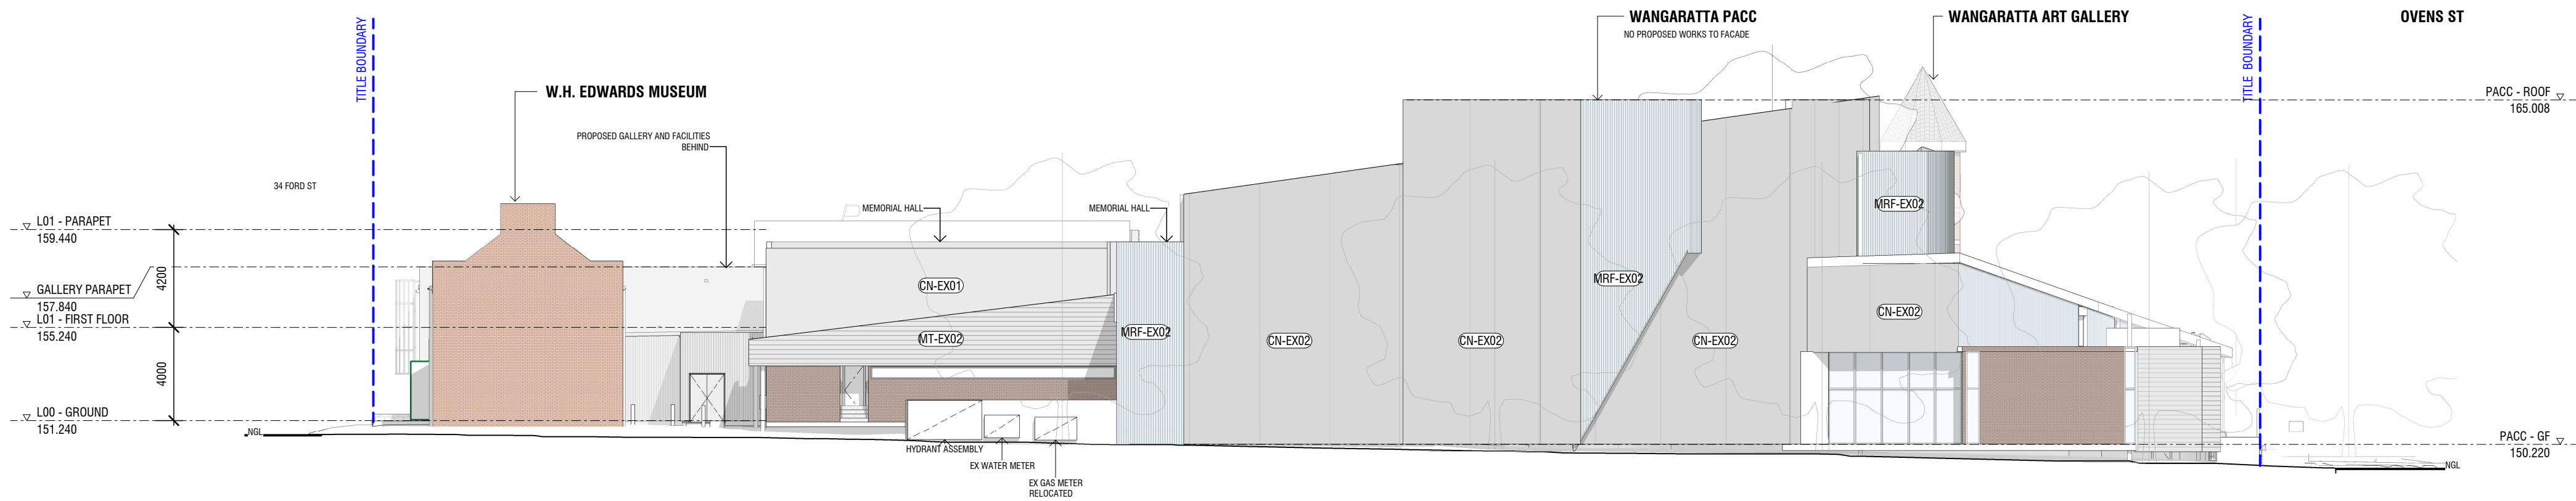 TITLE BOUNDARY
WANGARATTA PACC
NO PROPOSED WORKS TO FACADE
WANGARATTA ART GALLERY
TITLE BOUNDARY
OVENS ST
W.H. EDWARDS MUSEUM
PACC - ROOF
165.008
PROPOSED GALLERY AND FACILITIES
BEHIND
34 FORD ST
MEMORIAL HALL
MEMORIAL HALL
MRF-EX02
L01 - PARAPET
159.440
4200
GALLERY PARAPET
157.840
L01 - FIRST FLOOR
155.240
CN-EX01
MRF-EX02
CN-EX02
MT-EX02
MRF-EX02
CN-EX02
CN-EX02
CN-EX02
4000
L00 - GROUND
151.240
NGL
HYDRANT ASSEMBLY
EX WATER METER
EX GAS METER
RELOCATED
PACC - GF
150.220
NGL